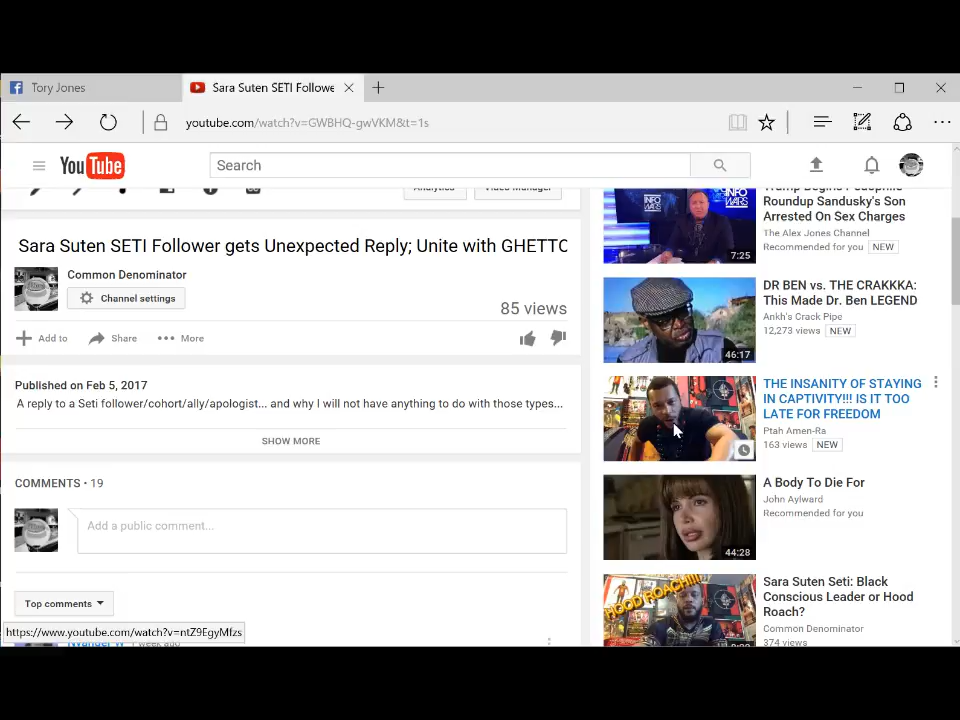 Tory Jones
Sara Suten SETI Followe
youtube.com/watch?v=GWBHQ-gwVKM&t=1s
YouTube
Search
Analytics
Video Manager
Sara Suten SETI Follower gets Unexpected Reply; Unite with GHETTO
Common Denominator
Channel settings
85 views
Add to
Share
More
Published on Feb 5, 2017
A reply to a Seti follower/cohort/ally/apologist... and why I will not have anything to do with those types...
SHOW MORE
COMMENTS • 19
Add a public comment...
Top comments
https://www.youtube.com/watch?v=ntZ9EgyMfzs
1 week ago
INFO WARS
7:25
Trump Begins Pedophile
Roundup Sandusky's Son
Arrested On Sex Charges
The Alex Jones Channel
Recommended for you NEW
46:17
DR BEN vs. THE CRAKKKA:
This Made Dr. Ben LEGEND
Ankh's Crack Pipe
12,273 views NEW
THE INSANITY OF STAYING
IN CAPTIVITY!!! IS IT TOO
LATE FOR FREEDOM
Ptah Amen-Ra
163 views NEW
44:28
A Body To Die For
John Aylward
Recommended for you
HOOD ROACH!!!!
Sara Suten Seti: Black
Conscious Leader or Hood
Roach?
Common Denominator
374 views